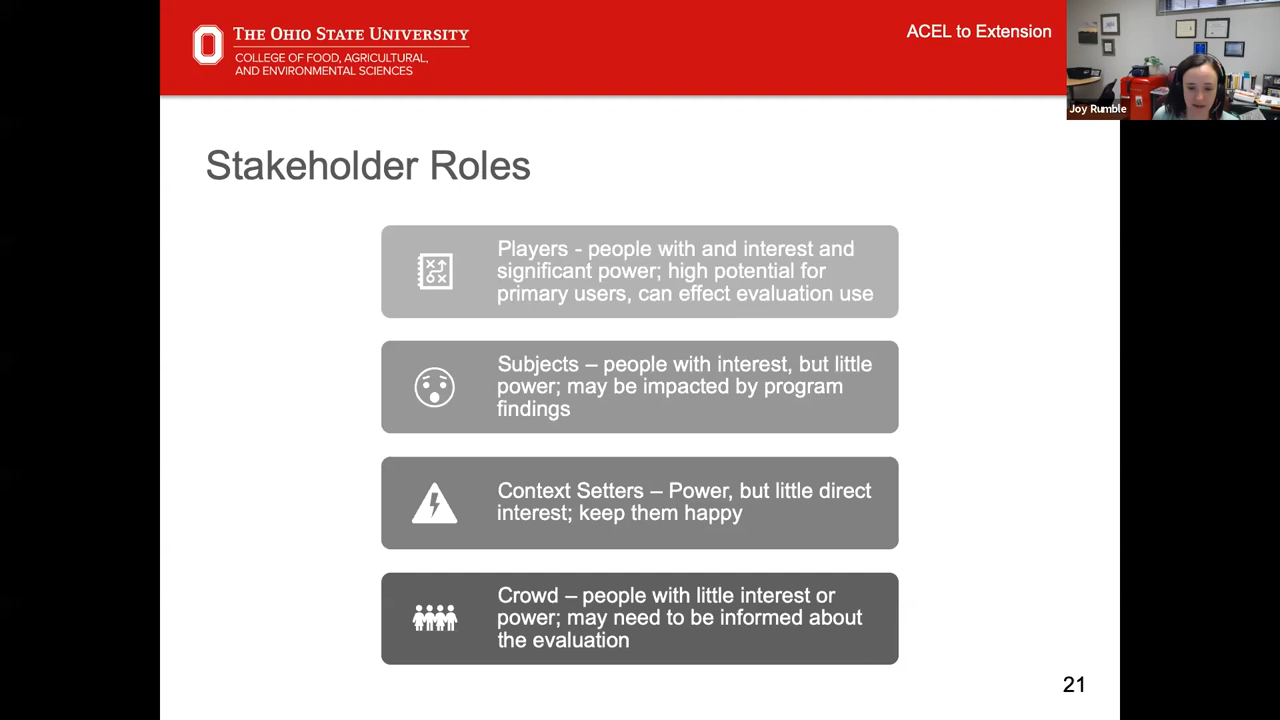 THE OHIO STATE UNIVERSITY
COLLEGE OF FOOD, AGRICULTURAL,
AND ENVIRONMENTAL SCIENCES
ACEL to Extension
Joy Rumble
Stakeholder Roles
Players - people with and interest and
significant power; high potential for
primary users, can effect evaluation use
Subjects – people with interest, but little
power; may be impacted by program
findings
Context Setters – Power, but little direct
interest; keep them happy
Crowd – people with little interest or
power; may need to be informed about
the evaluation
21